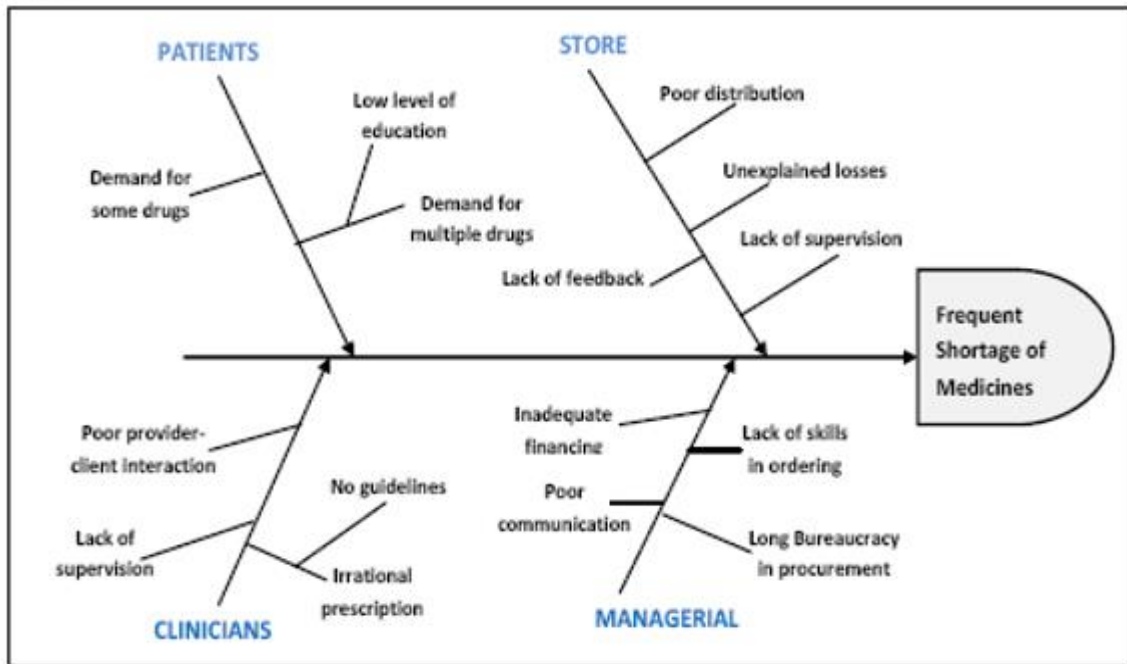 PATIENTS
STORE
Low level of
education
Demand for
some drugs
Demand for
multiple drugs
Poor distribution
Unexplained losses
Lack of supervision
Lack of feedback
Frequent
Shortage of
Medicines
Poor provider-
client interaction
No guidelines
Lack of
supervision
Irrational
prescription
CLINICIANS
Inadequate
financing
Lack of skills
in ordering
Poor
communication
Long Bureaucracy
in procurement
MANAGERIAL